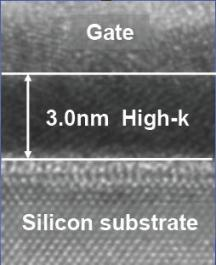 Gate
3.0nm High-k
Silicon substrate